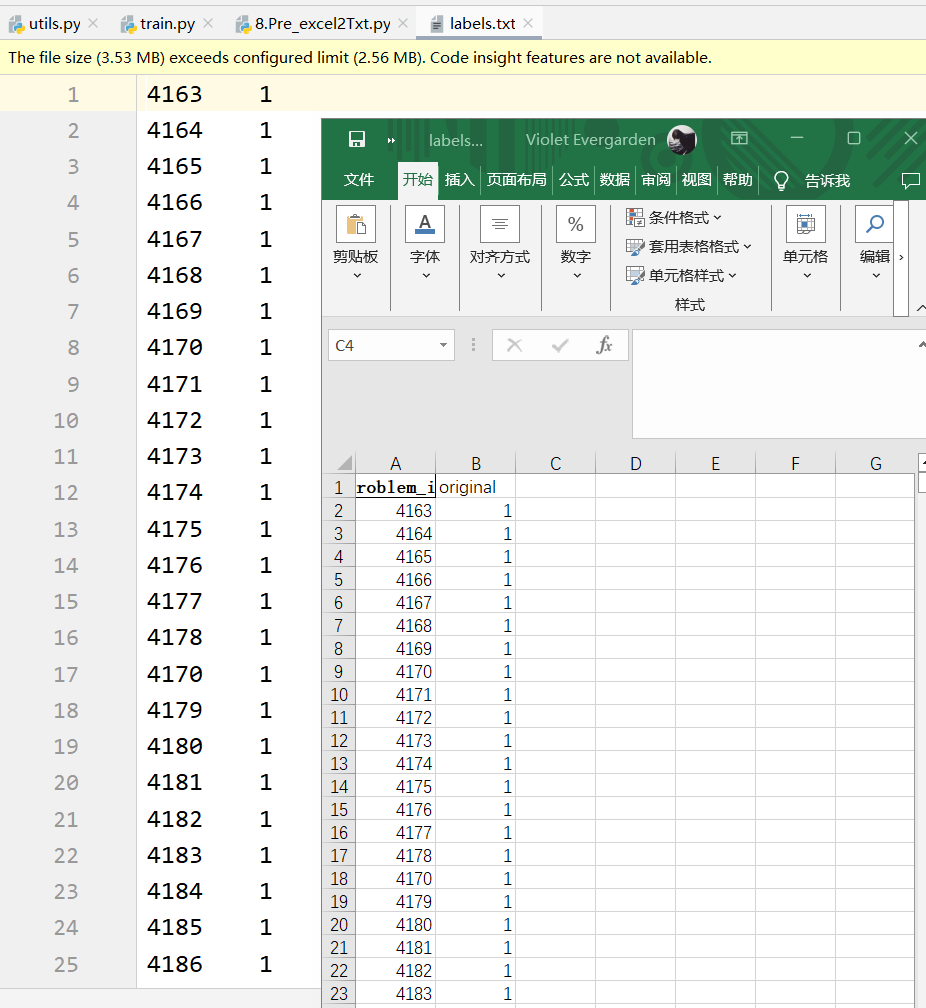 utils.py train.py 8.Pre_excel2Txt.py labels.txt
The file size (3.53 MB) exceeds configured limit (2.56 MB). Code insight features are not available.
1 4163 1
2 4164 1
3 4165 1
4 4166 1
5 4167 1
6 4168 1
7 4169 1
8 4170 1
9 4171 1
10 4172 1
11 4173 1
12 4174 1
13 4175 1
14 4176 1
15 4177 1
16 4178 1
17 4170 1
18 4179 1
19 4180 1
20 4181 1
21 4182 1
22 4183 1
23 4184 1
24 4185 1
25 4186 1
labels... Violet Evergarden
文件 开始 插入 页面布局 公式 数据 审阅 视图 帮助 告诉我
剪贴板 字体 对齐方式 数字 单元格 编辑
条件格式
套用表格格式
单元格样式
样式
C4 fx
A B C D E F G
1 roblem_i original
2 4163 1
3 4164 1
4 4165 1
5 4166 1
6 4167 1
7 4168 1
8 4169 1
9 4170 1
10 4171 1
11 4172 1
12 4173 1
13 4174 1
14 4175 1
15 4176 1
16 4177 1
17 4178 1
18 4170 1
19 4179 1
20 4180 1
21 4181 1
22 4182 1
23 4183 1